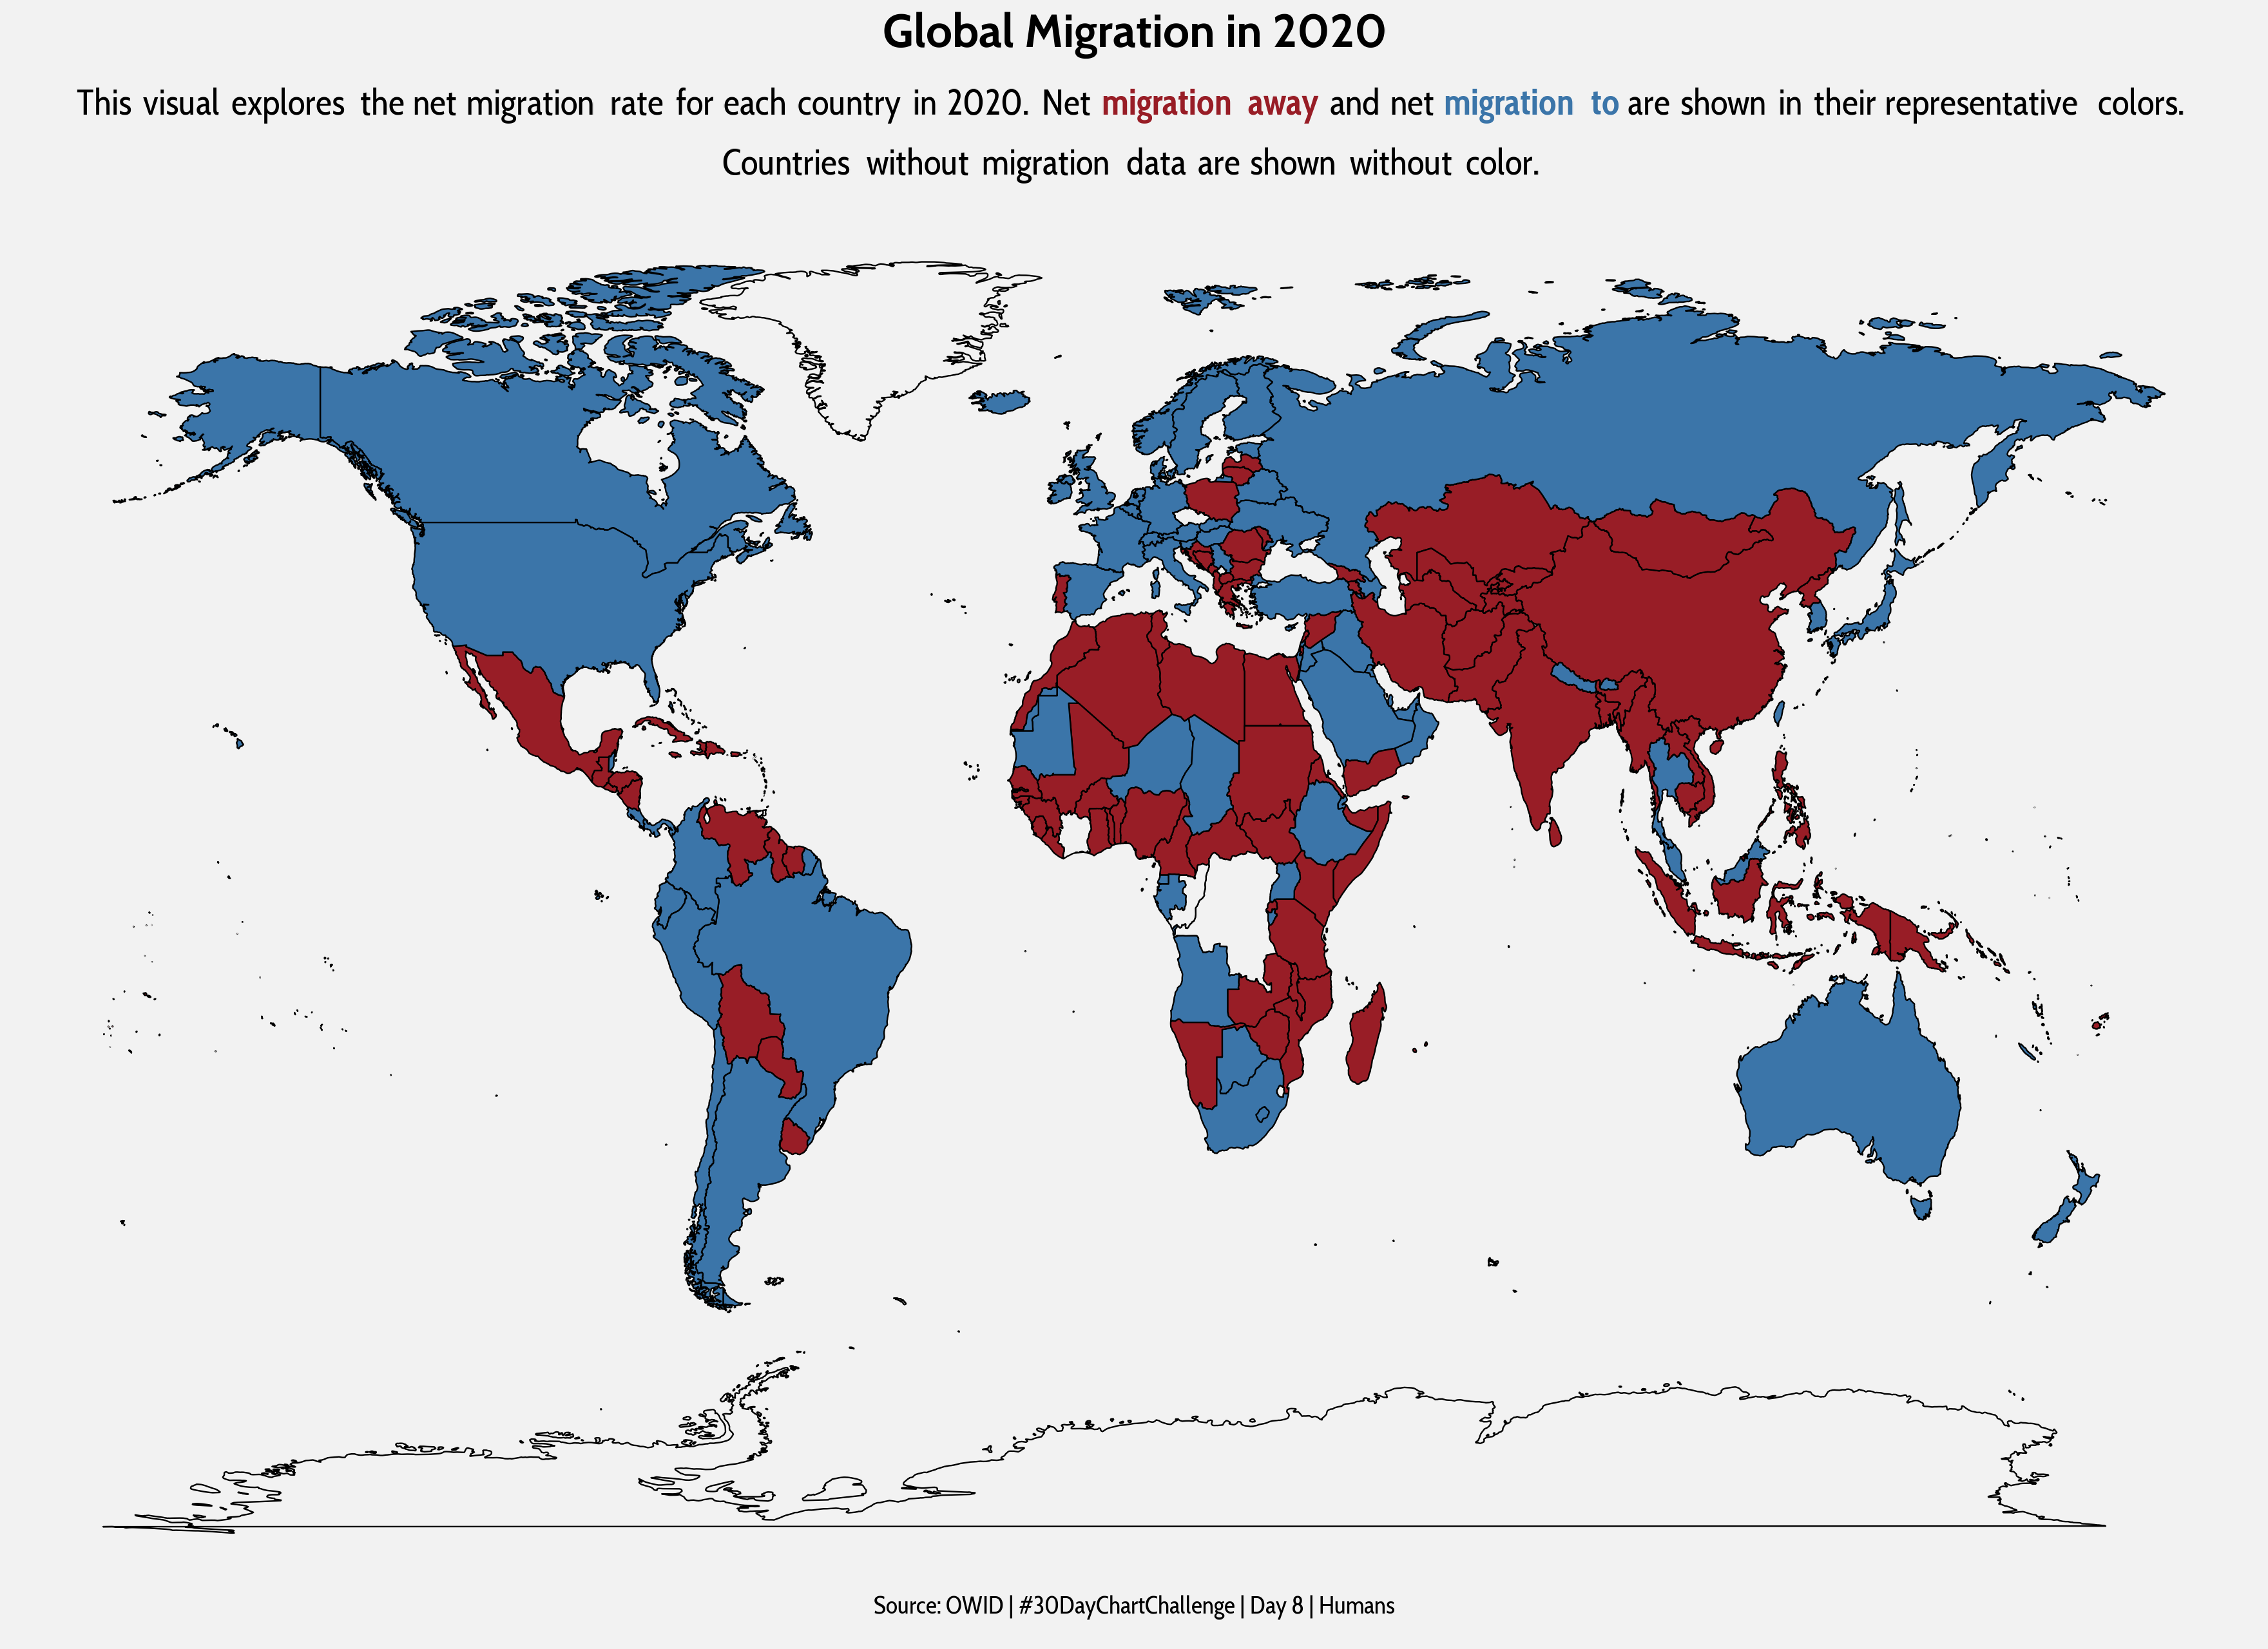 Global Migration in 2020
This visual explores the net migration rate for each country in 2020. Net migration away and net migration to are shown in their representative colors.
Countries without migration data are shown without color.
Source: OWID | #30DayChartChallenge | Day 8 | Humans